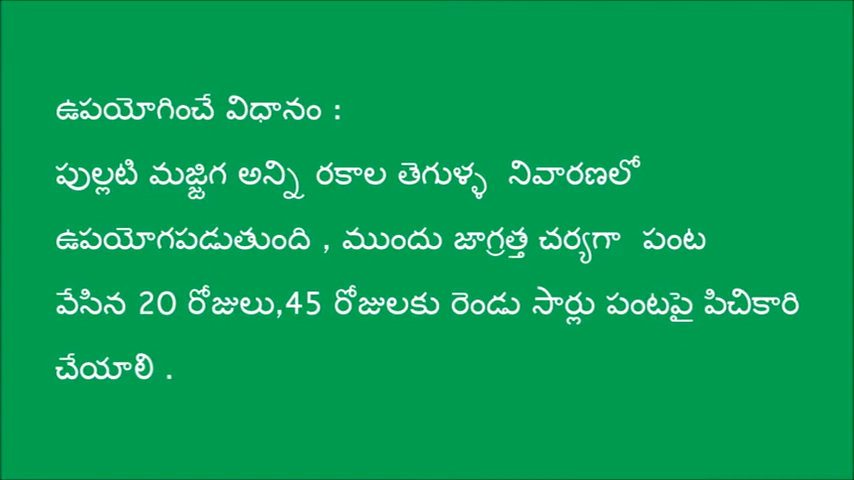 ఉపయోగించే విధానం :
పుల్లటి మజ్జిగ అన్ని రకాల తెగుళ్ళ నివారణలో
ఉపయోగపడుతుంది , ముందు జాగ్రత్త చర్యగా పంట
వేసిన 20 రోజులు,45 రోజులకు రెండు సార్లు పంటపై పిచికారి
చేయాలి .